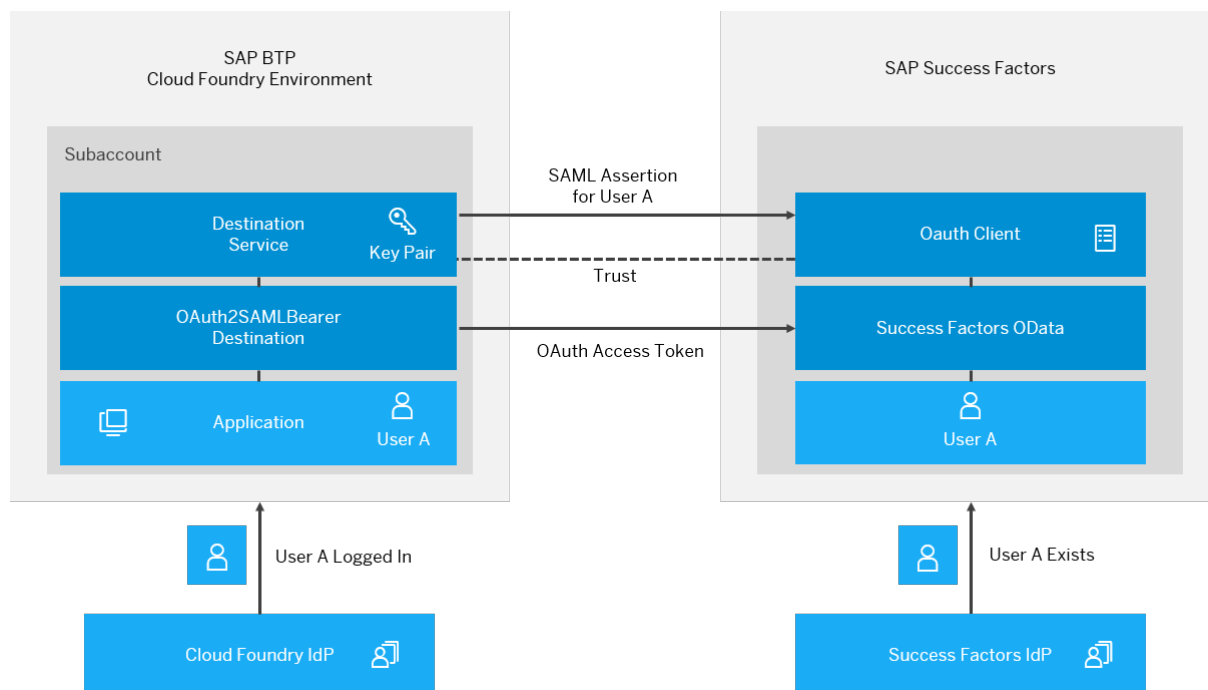 SAP BTP
Cloud Foundry Environment
Subaccount
Destination
Service
Key Pair
OAuth2SAMLBearer
Destination
Application
User A
SAML Assertion
for User A
Trust
OAuth Access Token
SAP Success Factors
Oauth Client
Success Factors OData
User A
User A Logged In
Cloud Foundry IdP
User A Exists
Success Factors IdP